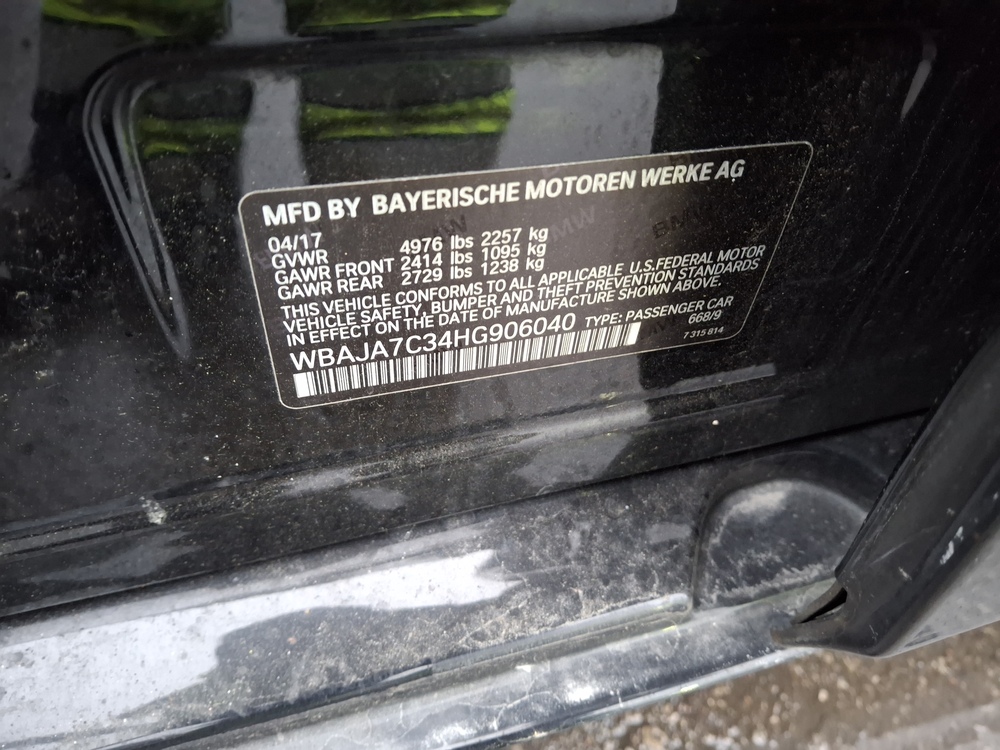 MFD BY BAYERISCHE MOTOREN WERKE AG
04/17
GVWR 4976 lbs 2257 kg
GAWR FRONT 2414 lbs 1095 kg
GAWR REAR 2729 lbs 1238 kg
THIS VEHICLE CONFORMS TO ALL APPLICABLE U.S.FEDERAL MOTOR
VEHICLE SAFETY, BUMPER AND THEFT PREVENTION STANDARDS
IN EFFECT ON THE DATE OF MANUFACTURE SHOWN ABOVE.
WBAJA7C34HG906040 TYPE: PASSENGER CAR
668/9
7 315 814
BMW
BMW
BMW